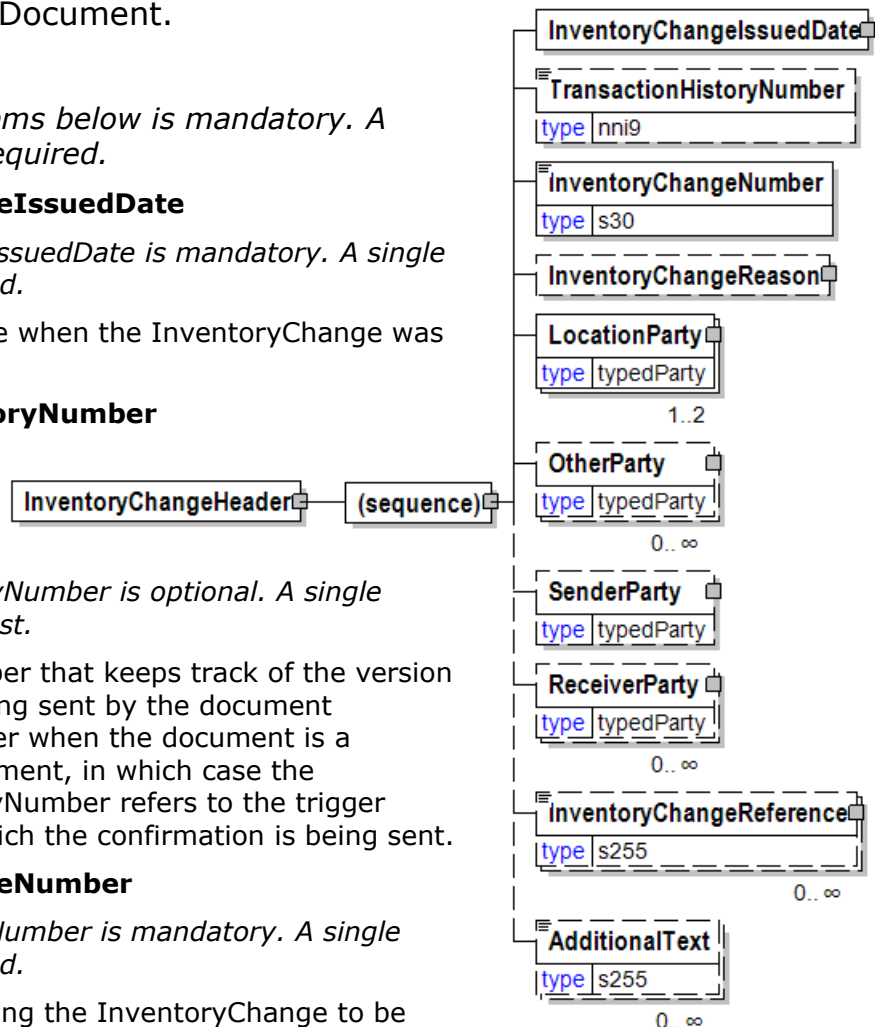 Document.
ms below is mandatory. A
equired.
eIssuedDate
ssuedDate is mandatory. A single
d.
e when the InventoryChange was
oryNumber
yNumber is optional. A single
st.
ber that keeps track of the version
ng sent by the document
er when the document is a
ment, in which case the
yNumber refers to the trigger
ich the confirmation is being sent.
eNumber
Number is mandatory. A single
d.
ing the InventoryChange to be
InventoryChangeHeader
(sequence)
InventoryChangeIssuedDate
TransactionHistoryNumber
type nni9
InventoryChangeNumber
type s30
InventoryChangeReason
LocationParty
type typedParty
1..2
OtherParty
type typedParty
0.. ∞
SenderParty
type typedParty
ReceiverParty
type typedParty
0.. ∞
InventoryChangeReference
type s255
0.. ∞
AdditionalText
type s255
0.. ∞